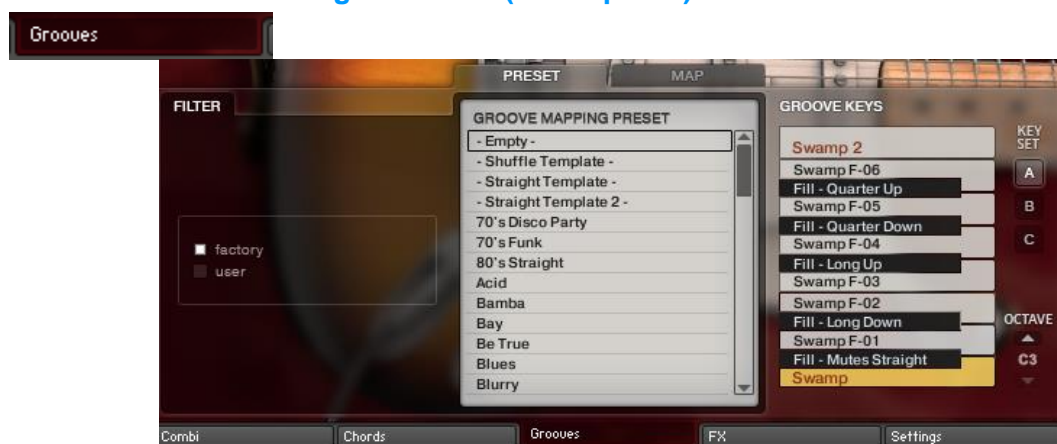 Grooves
PRESET
MAP
FILTER
factory
user
GROOVE MAPPING PRESET
- Empty -
- Shuffle Template -
- Straight Template -
- Straight Template 2 -
70's Disco Party
70's Funk
80's Straight
Acid
Bamba
Bay
Be True
Blues
Blurry
GROOVE KEYS
Swamp 2
Swamp F-06
Fill - Quarter Up
Swamp F-05
Fill - Quarter Down
Swamp F-04
Fill - Long Up
Swamp F-03
Swamp F-02
Fill - Long Down
Swamp F-01
Fill - Mutes Straight
Swamp
KEY
SET
A
B
C
OCTAVE
C3
Combi
Chords
Grooves
FX
Settings